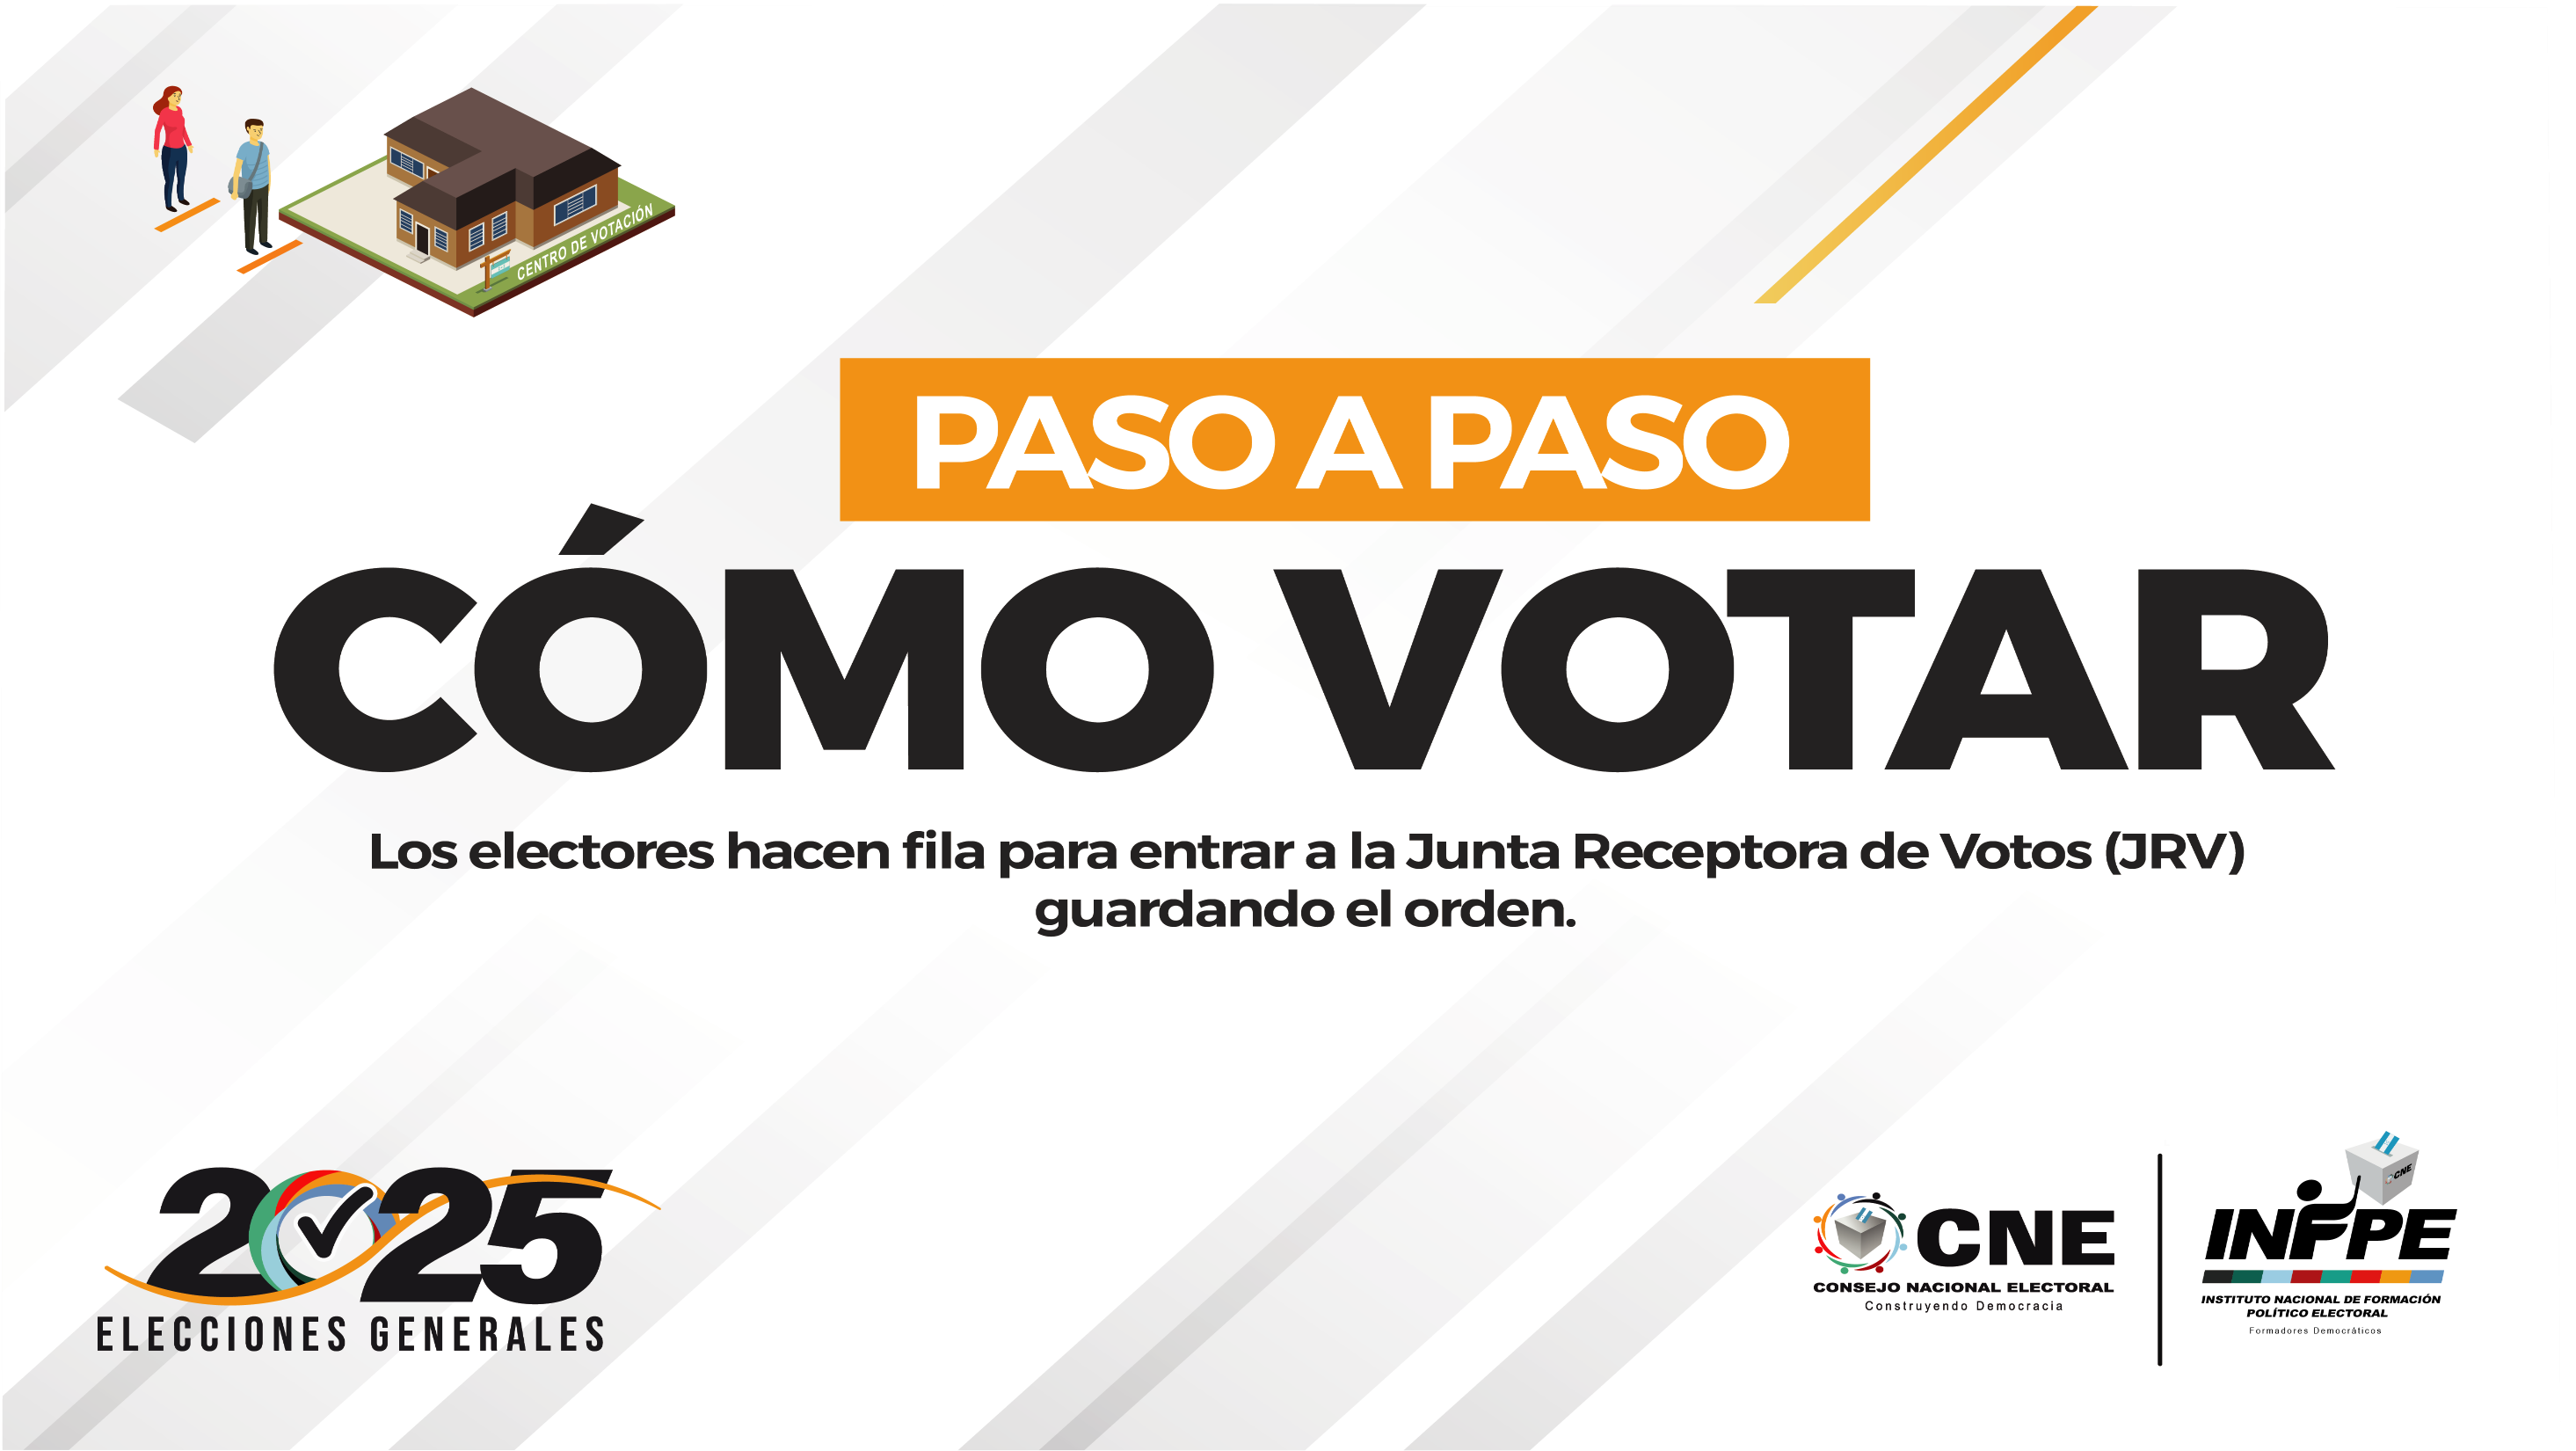 CENTRO DE VOTACIÓN
PASO A PASO
CÓMO VOTAR
Los electores hacen fila para entrar a la Junta Receptora de Votos (JRV)
guardando el orden.
2025
ELECCIONES GENERALES
CNE
CONSEJO NACIONAL ELECTORAL
Construyendo Democracia
CNE
INFPE
INSTITUTO NACIONAL DE FORMACIÓN
POLÍTICO ELECTORAL
Formadores Democráticos